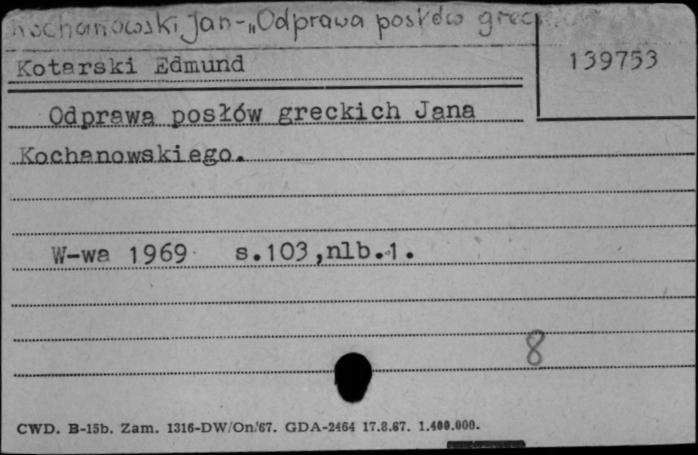 Kochanowski Jan - „Odprawa posłów grec
Kotarski Edmund
139753
Odprawa posłów greckich Jana
Kochanowskiego.
W-wa 1969 s.103,nlb.1.
8
CWD. B-15b. Zam. 1316-DW/On/67. GDA-2464 17.8.67. 1.400.000.